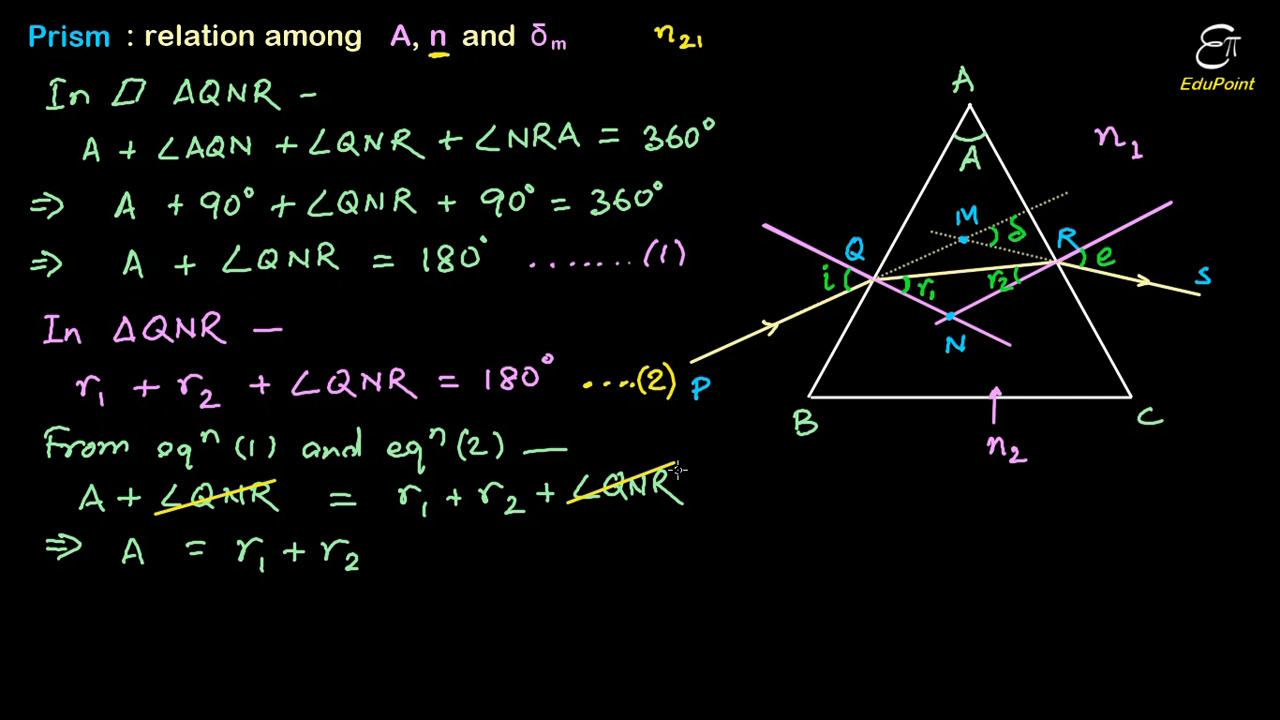 Prism : relation among A, n and δm
n21
In ▱ AQNR –
A + ∠AQN + ∠QNR + ∠NRA = 360°
⇒ A + 90° + ∠QNR + 90° = 360°
⇒ A + ∠QNR = 180° .......(1)
In ΔQNR –
r1 + r2 + ∠QNR = 180° ....(2)
From eqn (1) and eqn (2) —
A + ∠QNR = r1 + r2 + ∠QNR
⇒ A = r1 + r2
EπT
EduPoint
A
A
n1
M
δ
Q
R
i
r1
r2
e
S
N
P
B
C
n2